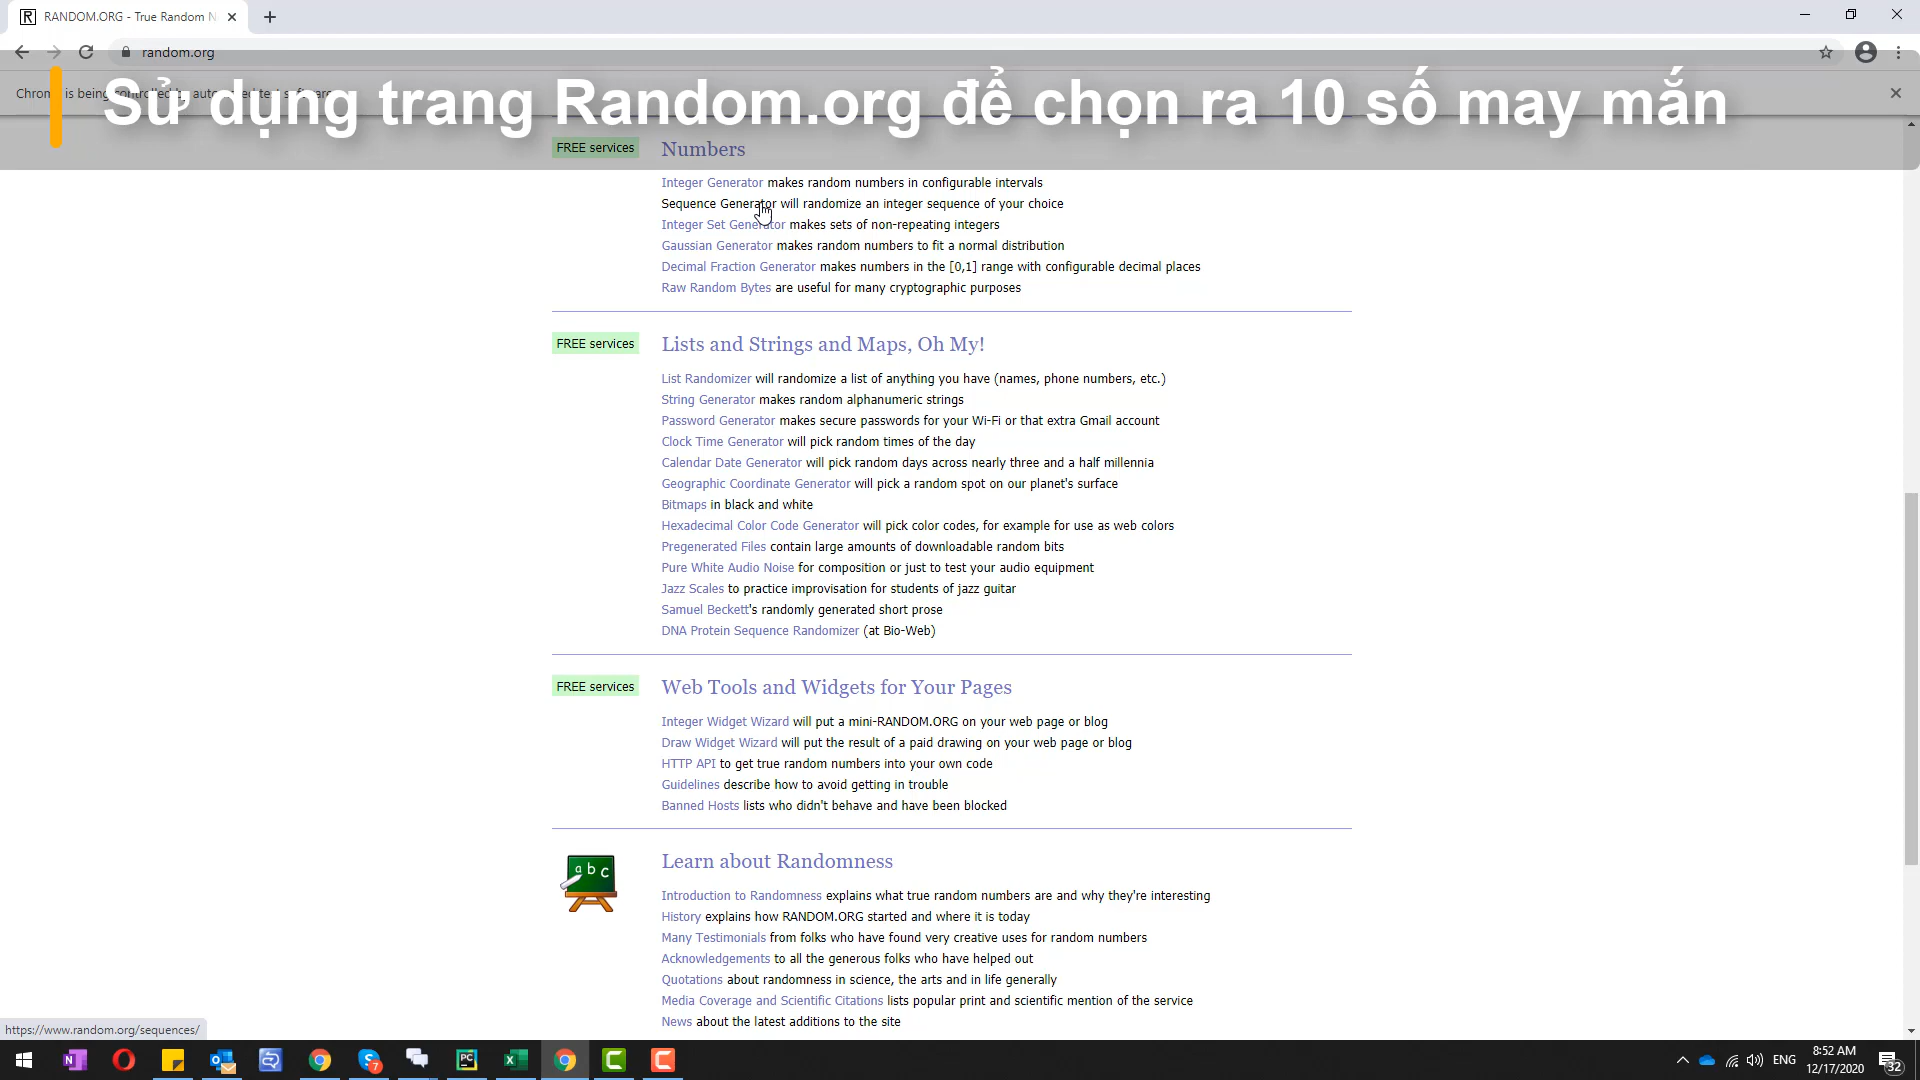 RANDOM.ORG - True Random N
random.org
Sử dụng trang Random.org để chọn ra 10 số may mắn
FREE services
Numbers
Integer Generator makes random numbers in configurable intervals
Sequence Generator will randomize an integer sequence of your choice
Integer Set Generator makes sets of non-repeating integers
Gaussian Generator makes random numbers to fit a normal distribution
Decimal Fraction Generator makes numbers in the [0,1] range with configurable decimal places
Raw Random Bytes are useful for many cryptographic purposes
FREE services
Lists and Strings and Maps, Oh My!
List Randomizer will randomize a list of anything you have (names, phone numbers, etc.)
String Generator makes random alphanumeric strings
Password Generator makes secure passwords for your Wi-Fi or that extra Gmail account
Clock Time Generator will pick random times of the day
Calendar Date Generator will pick random days across nearly three and a half millennia
Geographic Coordinate Generator will pick a random spot on our planet's surface
Bitmaps in black and white
Hexadecimal Color Code Generator will pick color codes, for example for use as web colors
Pregenerated Files contain large amounts of downloadable random bits
Pure White Audio Noise for composition or just to test your audio equipment
Jazz Scales to practice improvisation for students of jazz guitar
Samuel Beckett's randomly generated short prose
DNA Protein Sequence Randomizer (at Bio-Web)
FREE services
Web Tools and Widgets for Your Pages
Integer Widget Wizard will put a mini-RANDOM.ORG on your web page or blog
Draw Widget Wizard will put the result of a paid drawing on your web page or blog
HTTP API to get true random numbers into your own code
Guidelines describe how to avoid getting in trouble
Banned Hosts lists who didn't behave and have been blocked
a b c
Learn about Randomness
Introduction to Randomness explains what true random numbers are and why they're interesting
History explains how RANDOM.ORG started and where it is today
Many Testimonials from folks who have found very creative uses for random numbers
Acknowledgements to all the generous folks who have helped out
Quotations about randomness in science, the arts and in life generally
Media Coverage and Scientific Citations lists popular print and scientific mention of the service
News about the latest additions to the site
https://www.random.org/sequences/
ENG
8:52 AM
12/17/2020
32